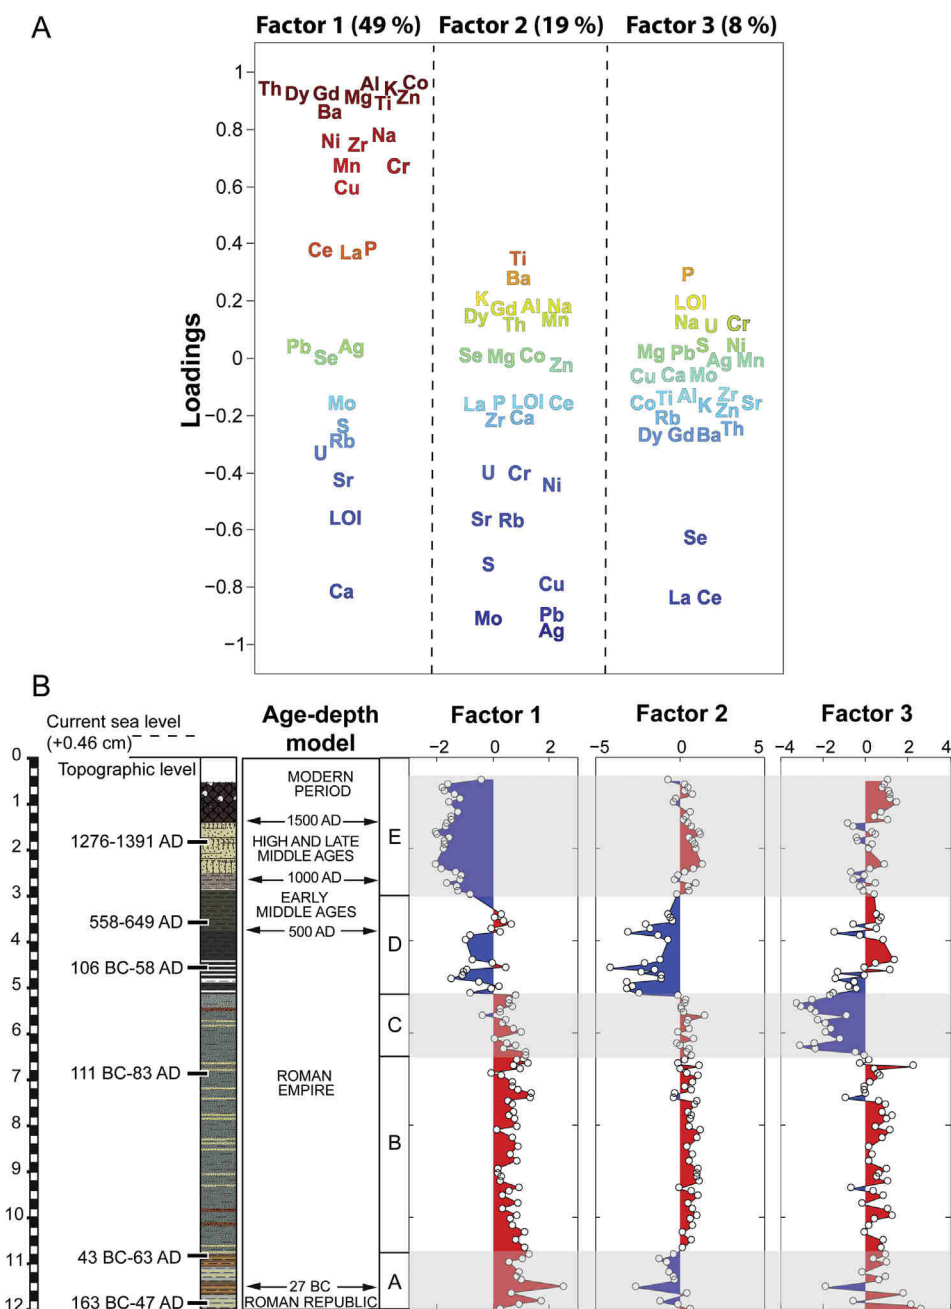 A
Factor 1 (49 %) Factor 2 (19 %) Factor 3 (8 %)
Loadings
1
0.8
0.6
0.4
0.2
0
−0.2
−0.4
−0.6
−0.8
−1
Th Dy Gd Mg Al K Co
Ba Ti Zn
Ni Zr Na
Mn Cr
Cu
Ce La P
Pb Se Ag
Mo
S
Rb
U
Sr
LOI
Ca
Ti
Ba
K Gd Al Na
Dy Th Mn
Se Mg Co Zn
La P LOI Ce
Zr Ca
U Cr Ni
Sr Rb
S
Cu
Mo Pb
Ag
P
LOI
Na U Cr
S Ni
Mg Pb Ag Mn
Cu Ca Mo
Co Ti Al K Zr Sr
Rb Zn
Dy Gd Ba Th
Se
La Ce
B
Current sea level
(+0.46 cm)
Topographic level
Age-depth
model
Factor 1 Factor 2 Factor 3
−2 0 2 −5 0 5 −4 −2 0 2 4
0
1
2
3
4
5
6
7
8
9
10
11
12
1276-1391 AD
558-649 AD
106 BC-58 AD
111 BC-83 AD
43 BC-63 AD
163 BC-47 AD
MODERN
PERIOD
1500 AD
HIGH AND LATE
MIDDLE AGES
1000 AD
EARLY
MIDDLE AGES
500 AD
ROMAN
EMPIRE
27 BC
ROMAN REPUBLIC
E
D
C
B
A